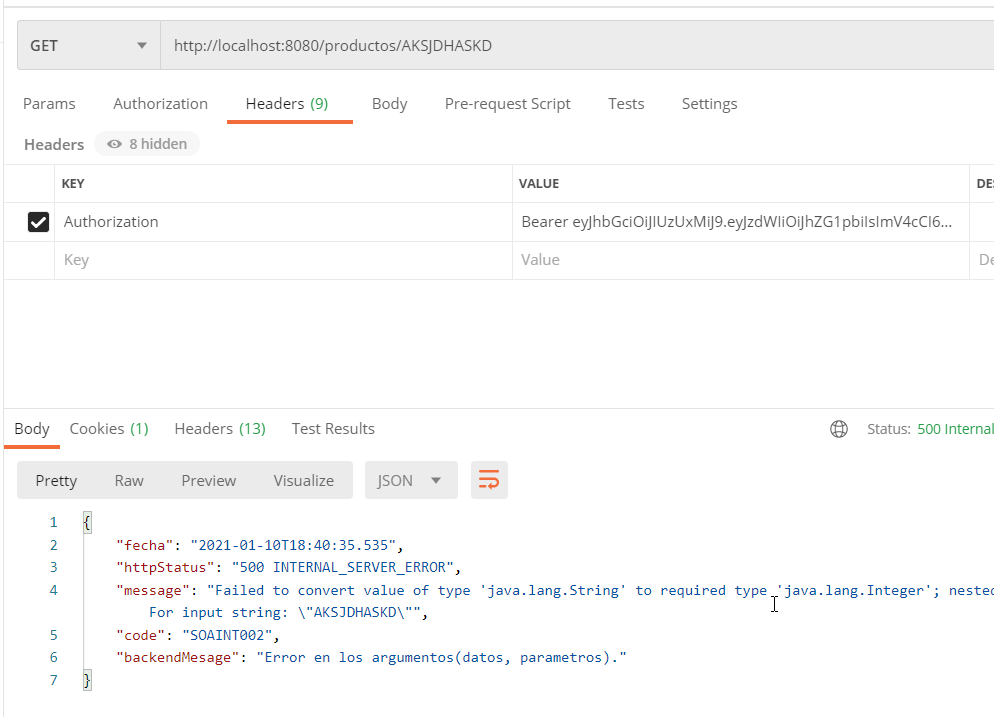 GET http://localhost:8080/productos/AKSJDHASKD
Params Authorization Headers (9) Body Pre-request Script Tests Settings
Headers 8 hidden
KEY VALUE DE
Authorization Bearer eyJhbGciOiJIUzUxMiJ9.eyJzdWIiOiJhZG1pbiIsImV4cCI6...
Key Value De
Body Cookies (1) Headers (13) Test Results Status: 500 Internal
Pretty Raw Preview Visualize JSON
1 {
2 "fecha": "2021-01-10T18:40:35.535",
3 "httpStatus": "500 INTERNAL_SERVER_ERROR",
4 "message": "Failed to convert value of type 'java.lang.String' to required type 'java.lang.Integer'; nested
For input string: \"AKSJDHASKD\"",
5 "code": "SOAINT002",
6 "backendMesage": "Error en los argumentos(datos, parametros)."
7 }